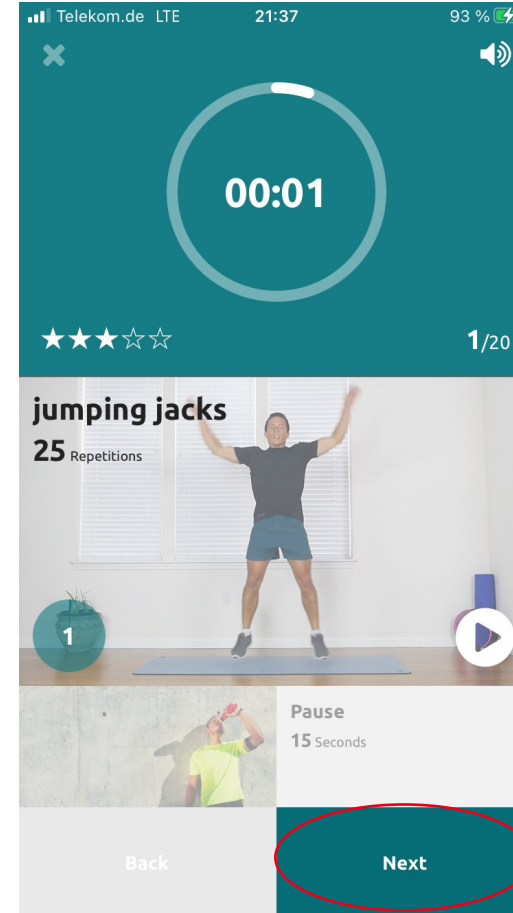 Telekom.de LTE 21:37 93 %
00:01
1/20
jumping jacks
25 Repetitions
1
Pause
15 Seconds
Back Next